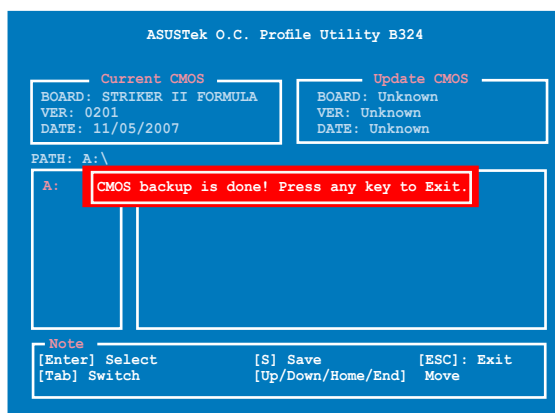 ASUSTek O.C. Profile Utility B324
Current CMOS
BOARD: STRIKER II FORMULA
VER: 0201
DATE: 11/05/2007
Update CMOS
BOARD: Unknown
VER: Unknown
DATE: Unknown
PATH: A:\
A:
CMOS backup is done! Press any key to Exit.
Note
[Enter] Select [S] Save [ESC]: Exit
[Tab] Switch [Up/Down/Home/End] Move